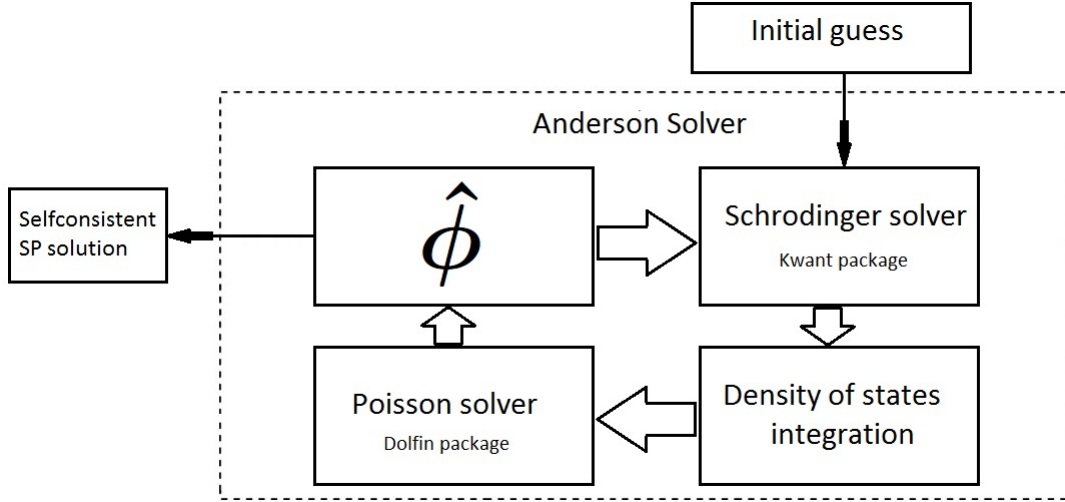 Initial guess
Anderson Solver
Selfconsistent
SP solution
ϕ̂
Schrodinger solver
Kwant package
Poisson solver
Dolfin package
Density of states
integration